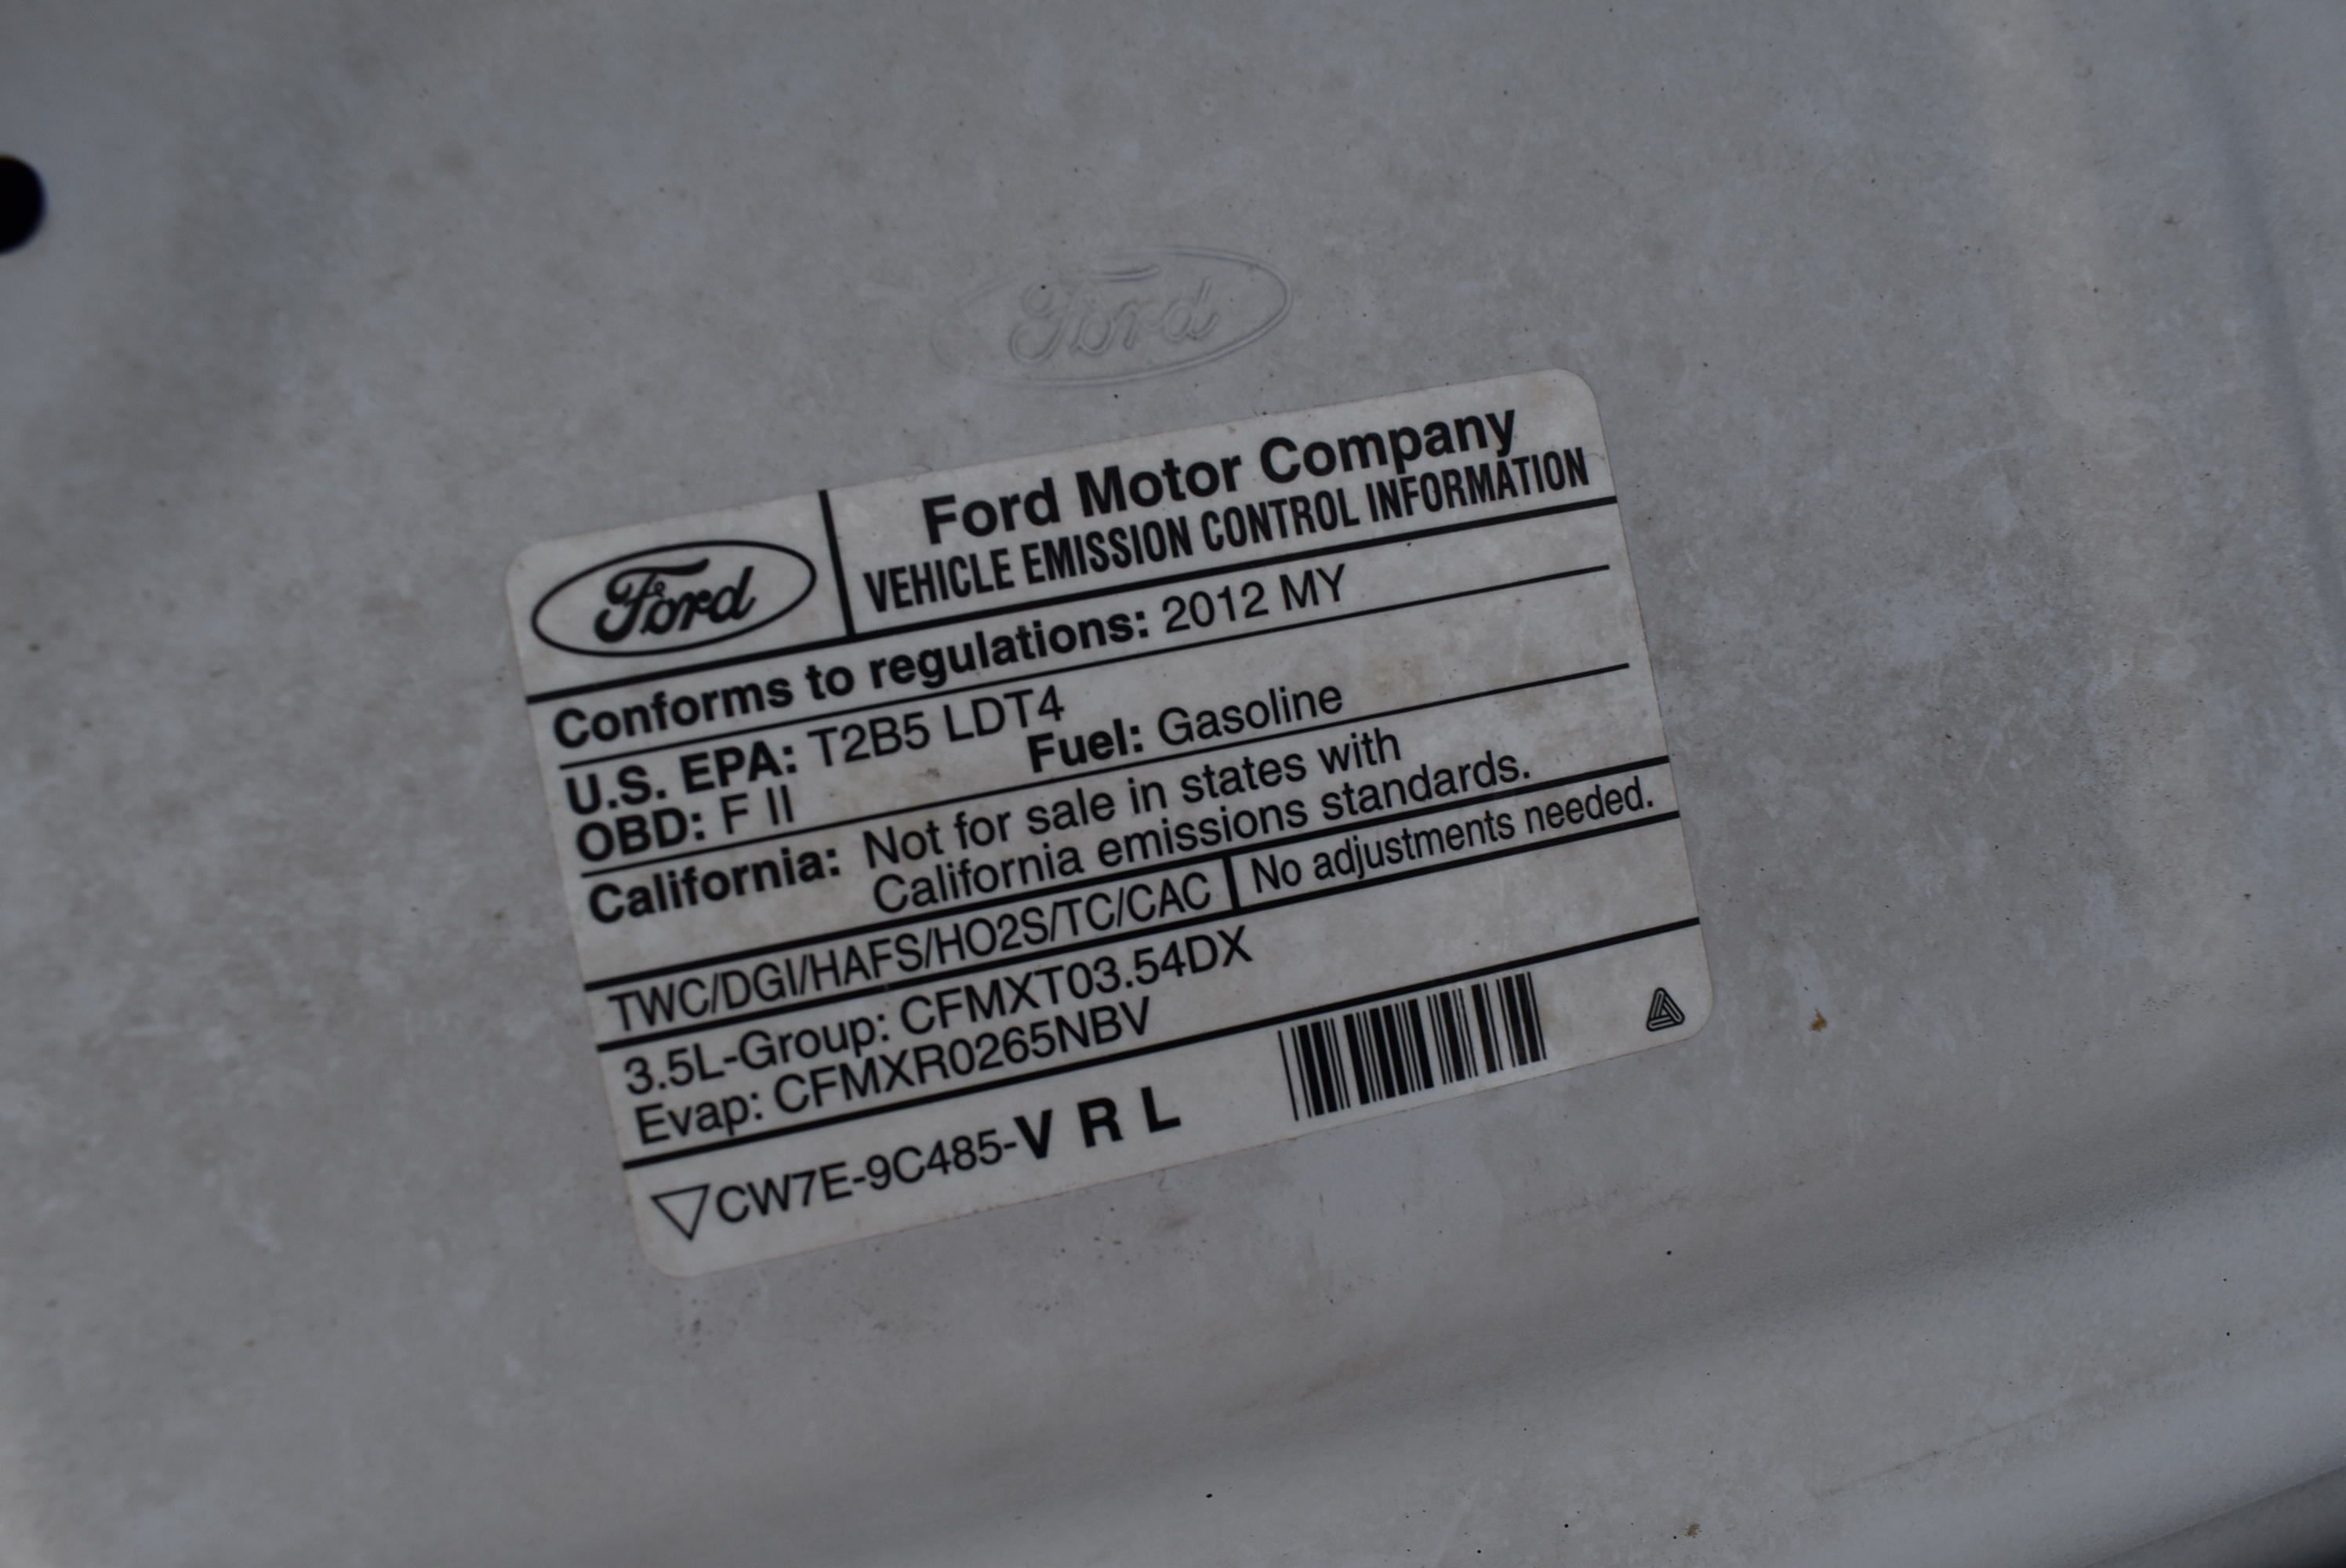 Ford
Ford
Ford Motor Company
VEHICLE EMISSION CONTROL INFORMATION
Conforms to regulations: 2012 MY
U.S. EPA: T2B5 LDT4
OBD: F II Fuel: Gasoline
California: Not for sale in states with
California emissions standards.
TWC/DGI/HAFS/HO2S/TC/CAC No adjustments needed.
3.5L-Group: CFMXT03.54DX
Evap: CFMXR0265NBV
CW7E-9C485-V R L